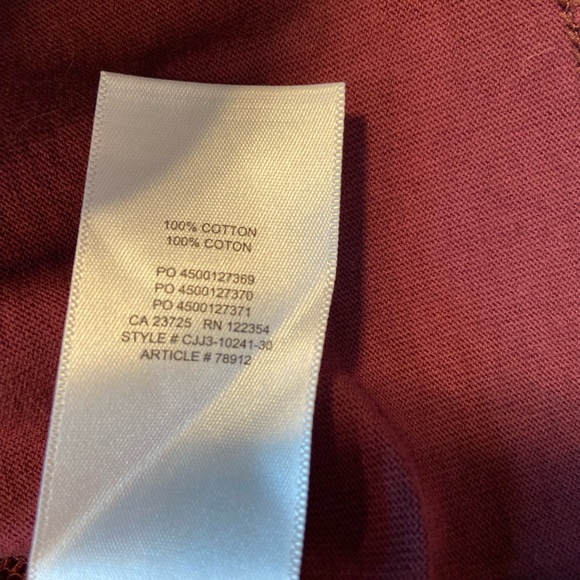 100% COTTON
100% COTON
PO 4500127369
PO 4500127370
PO 4500127371
CA 23725 RN 122354
STYLE # CJJ3-10241-30
ARTICLE # 78912